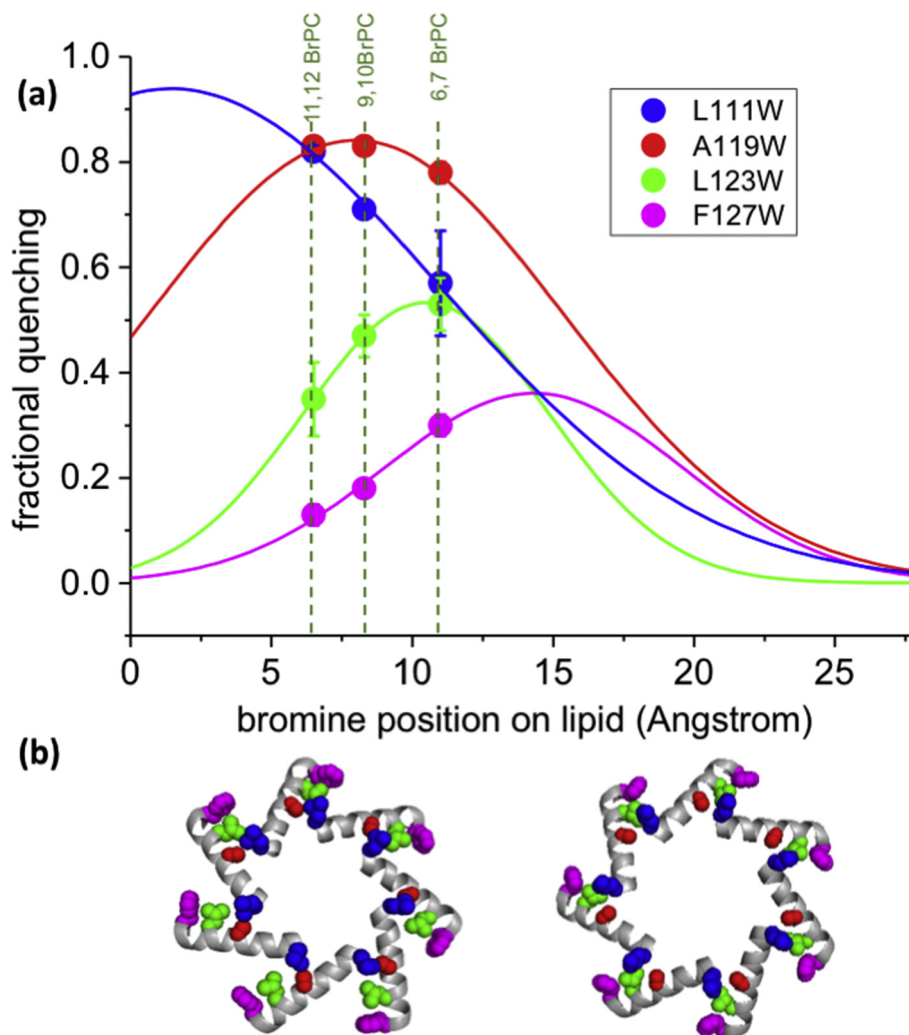 (a)
11,12 BrPC
9,10BrPC
6,7 BrPC
L111W
A119W
L123W
F127W
1.0
0.8
0.6
0.4
0.2
0.0
fractional quenching
0 5 10 15 20 25
bromine position on lipid (Angstrom)
(b)